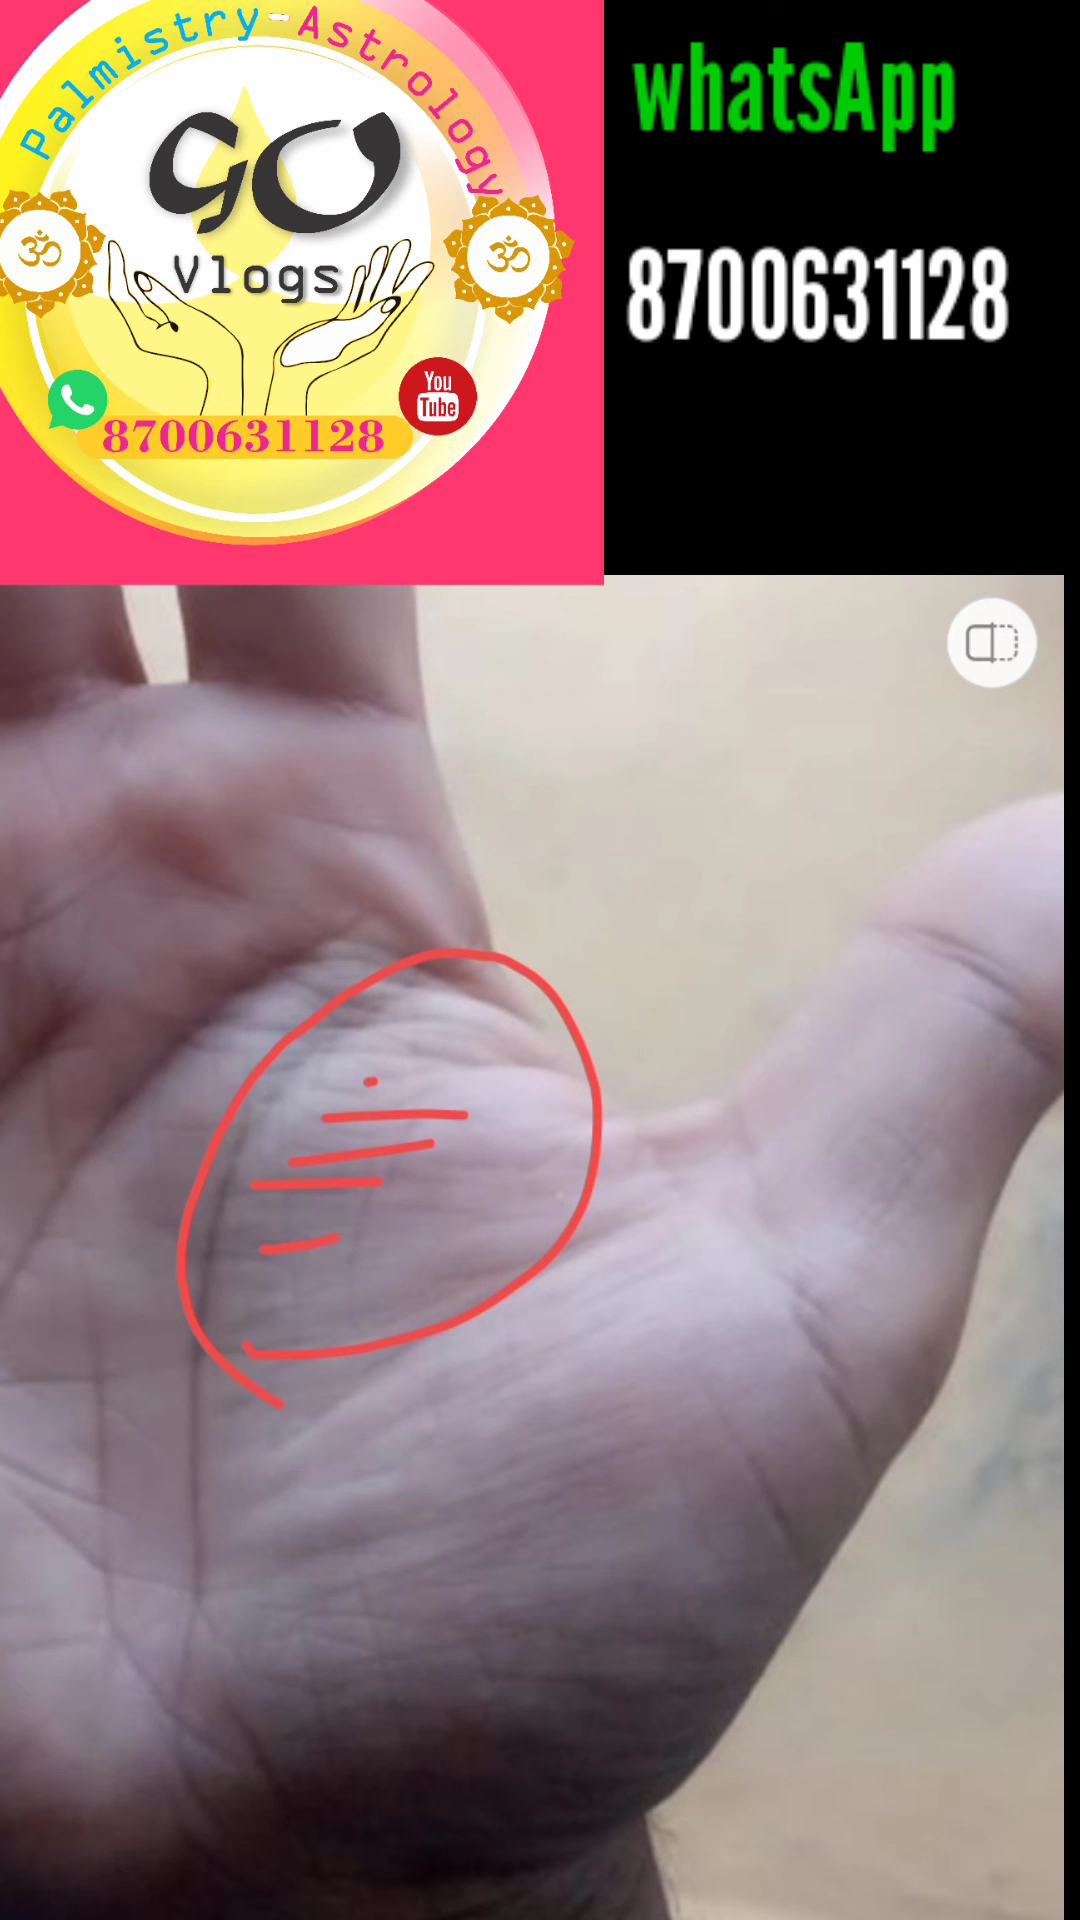 Palmistry-Astrology
GO
Vlogs
ॐ
ॐ
You
Tube
8700631128
whatsApp
8700631128